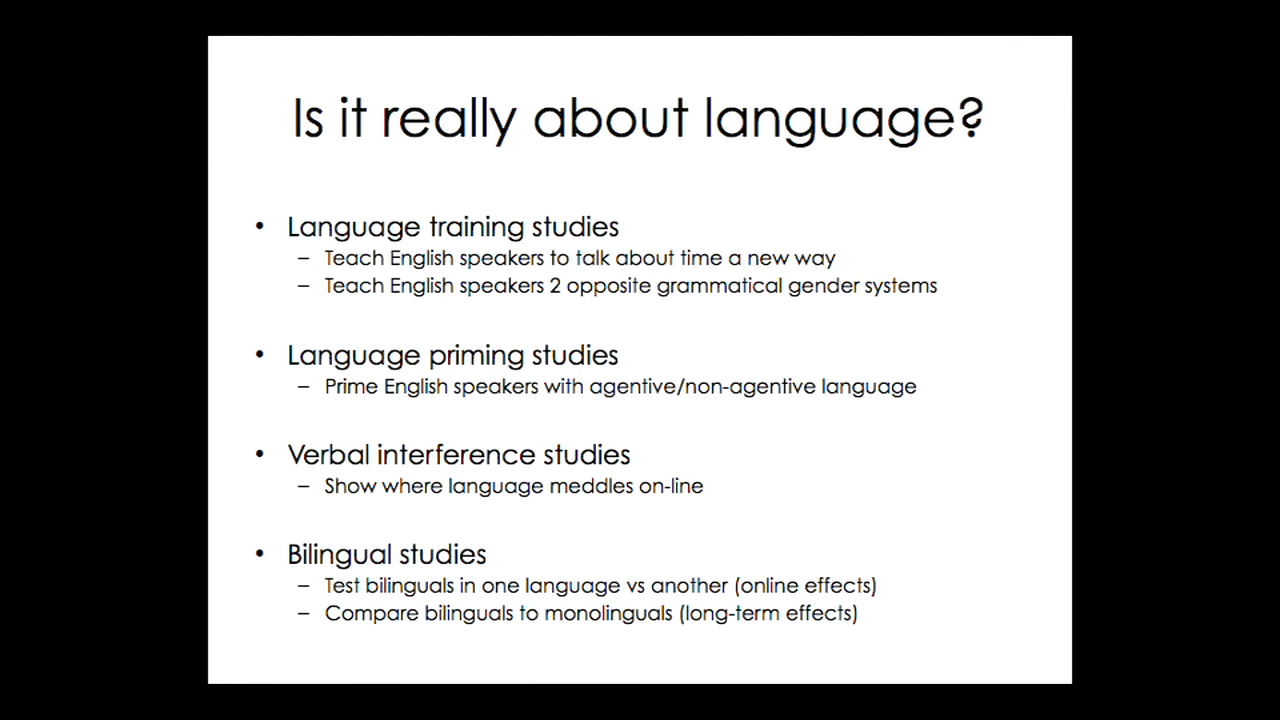 Is it really about language?
• Language training studies
– Teach English speakers to talk about time a new way
– Teach English speakers 2 opposite grammatical gender systems
• Language priming studies
– Prime English speakers with agentive/non-agentive language
• Verbal interference studies
– Show where language meddles on-line
• Bilingual studies
– Test bilinguals in one language vs another (online effects)
– Compare bilinguals to monolinguals (long-term effects)